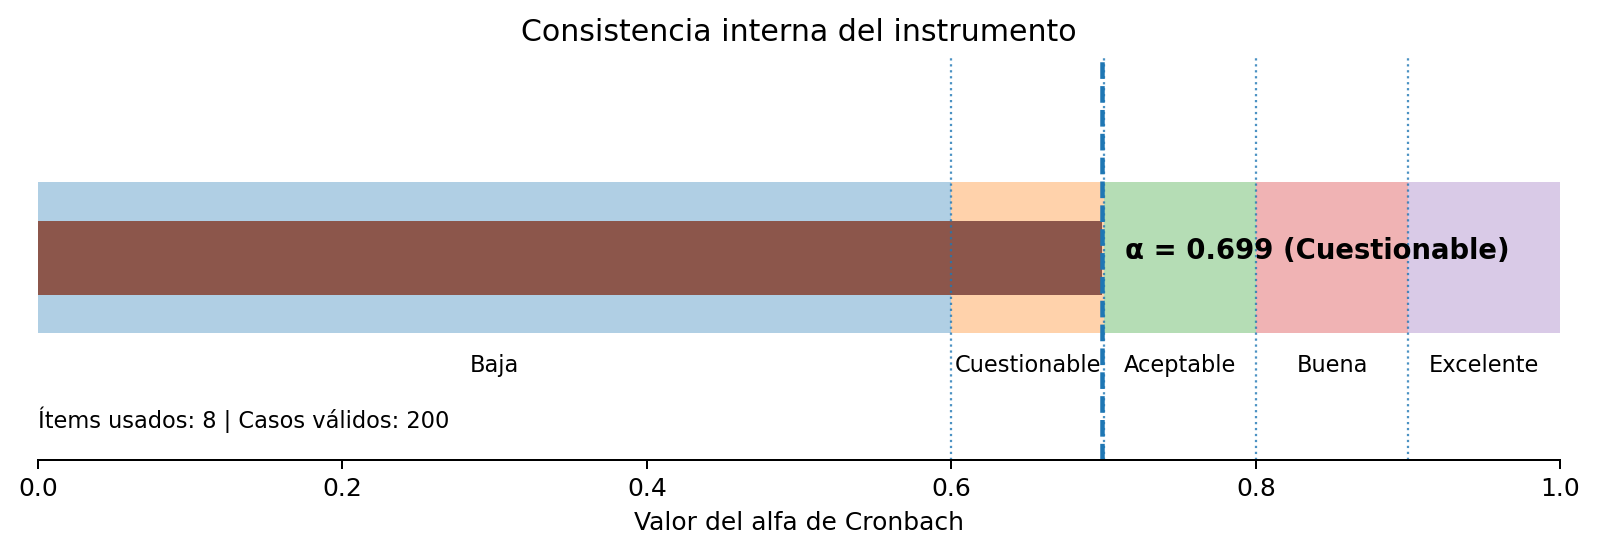 Consistencia interna del instrumento
α = 0.699 (Cuestionable)
Baja Cuestionable Aceptable Buena Excelente
Ítems usados: 8 | Casos válidos: 200
0.0 0.2 0.4 0.6 0.8 1.0
Valor del alfa de Cronbach